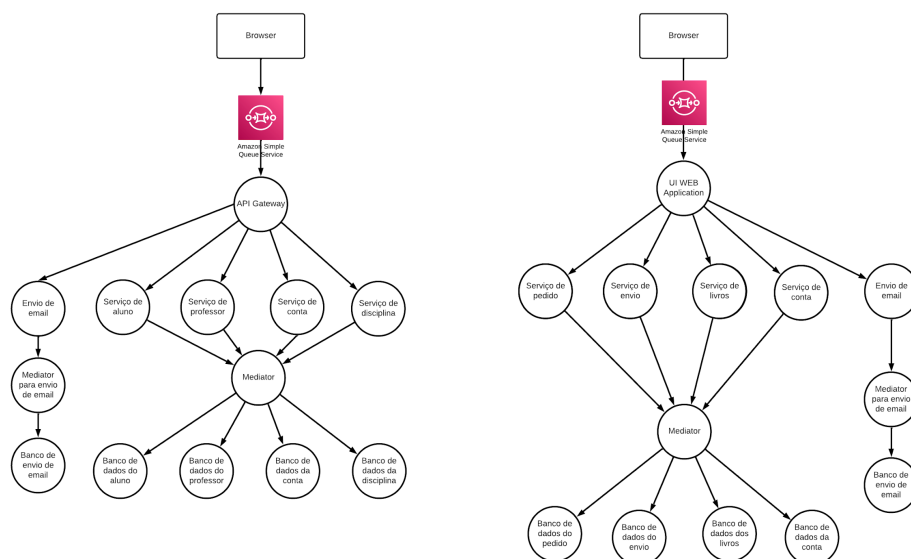 Browser
Amazon Simple
Queue Service
API Gateway
Envio de
email
Serviço de
aluno
Serviço de
professor
Serviço de
conta
Serviço de
disciplina
Mediator
para envio
de email
Mediator
Banco de
envio de
email
Banco de
dados do
aluno
Banco de
dados do
professor
Banco de
dados da
conta
Banco de
dados da
disciplina
Browser
Amazon Simple
Queue Service
UI WEB
Application
Serviço de
pedido
Serviço de
envio
Serviço de
livros
Serviço de
conta
Envio de
email
Mediator
para envio
de email
Mediator
Banco de
envio de
email
Banco de
dados do
pedido
Banco de
dados do
envio
Banco de
dados dos
livros
Banco de
dados da
conta